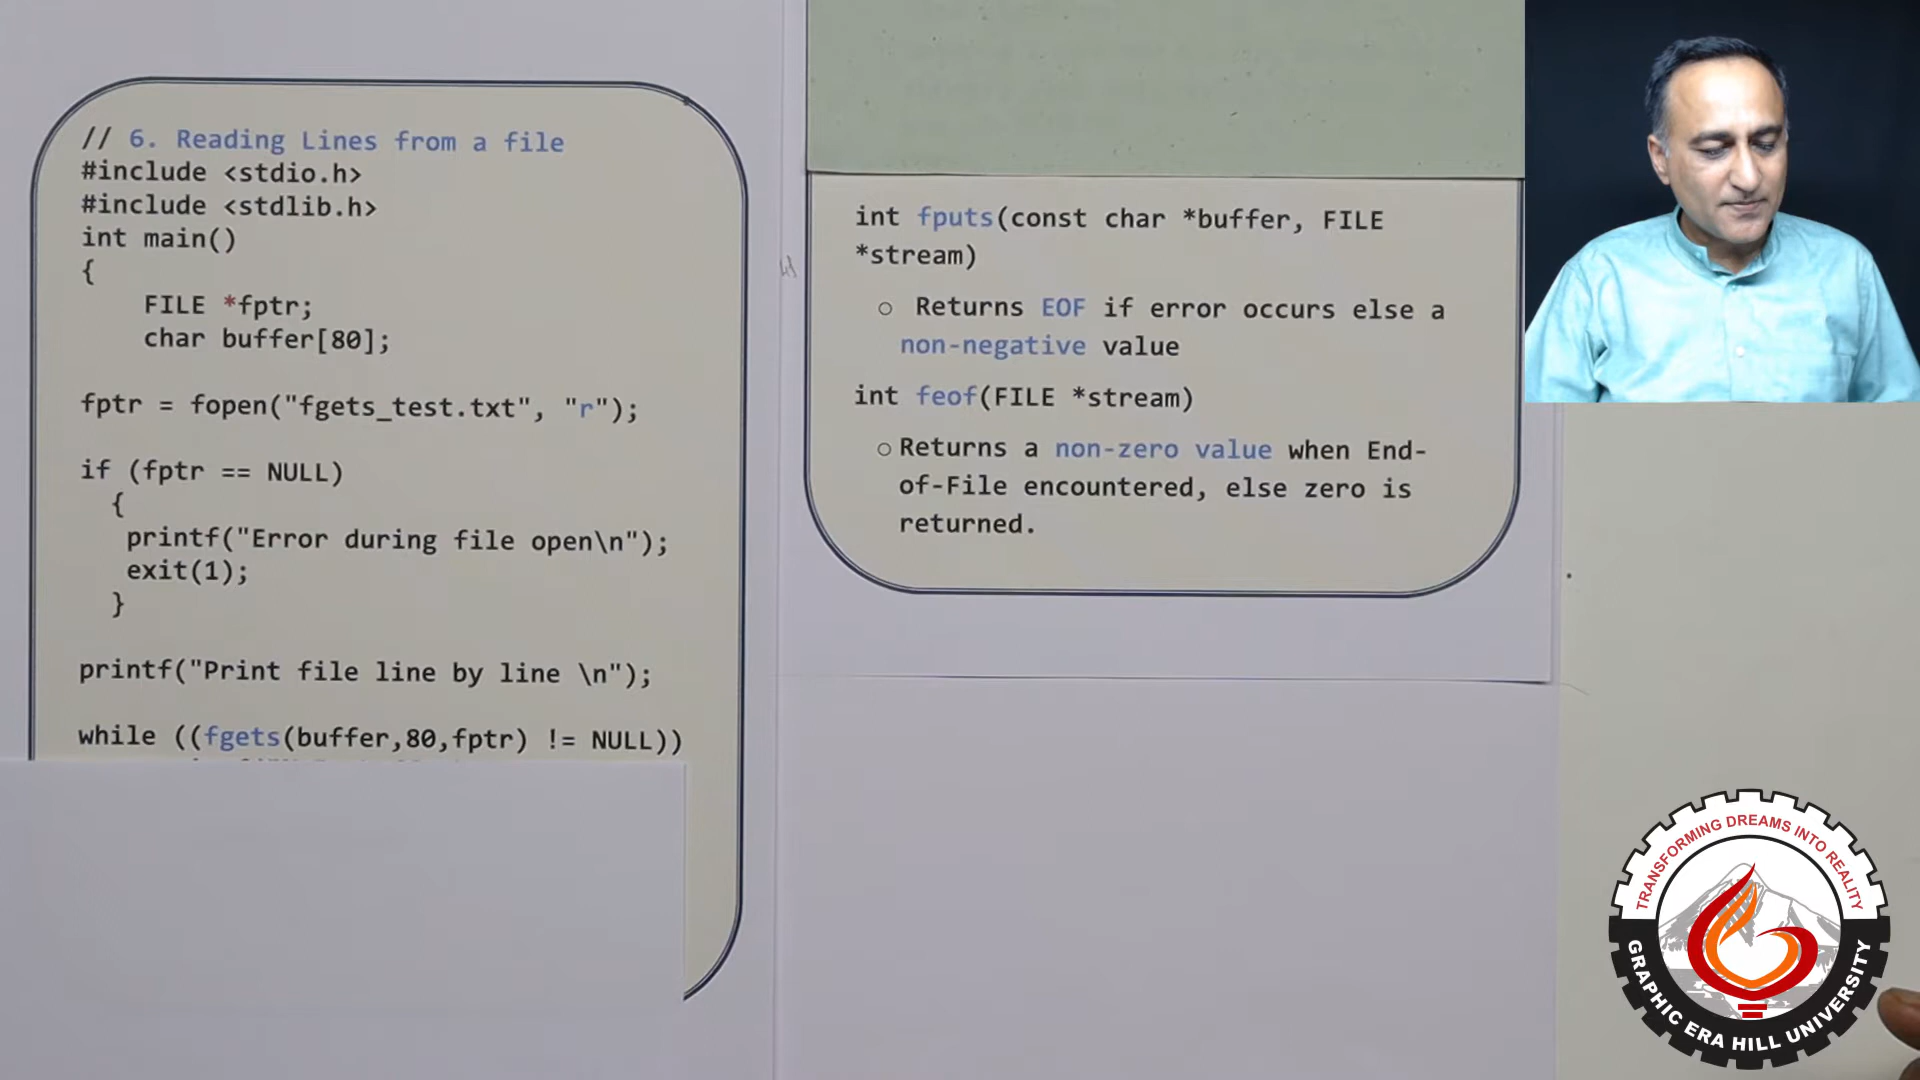 // 6. Reading Lines from a file
#include <stdio.h>
#include <stdlib.h>
int main()
{
FILE *fptr;
char buffer[80];
fptr = fopen("fgets_test.txt", "r");
if (fptr == NULL)
{
printf("Error during file open\n");
exit(1);
}
printf("Print file line by line \n");
while ((fgets(buffer,80,fptr) != NULL))
int fputs(const char *buffer, FILE
*stream)
○ Returns EOF if error occurs else a
non-negative value
int feof(FILE *stream)
○ Returns a non-zero value when End-
of-File encountered, else zero is
returned.
TRANSFORMING DREAMS INTO REALITY
GRAPHIC ERA HILL UNIVERSITY